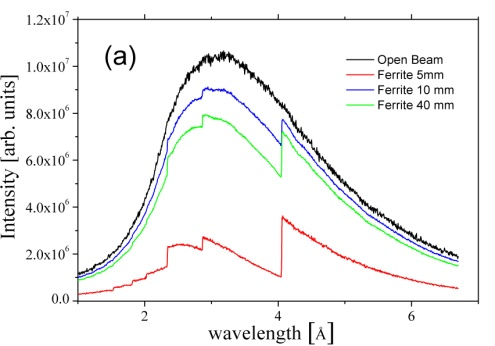 1.2x10⁷
(a)
Open Beam
Ferrite 5mm
Ferrite 10 mm
Ferrite 40 mm
1.0x10⁷
8.0x10⁶
6.0x10⁶
4.0x10⁶
2.0x10⁶
0.0
Intensity [arb. units]
2
4
6
wavelength [Å]